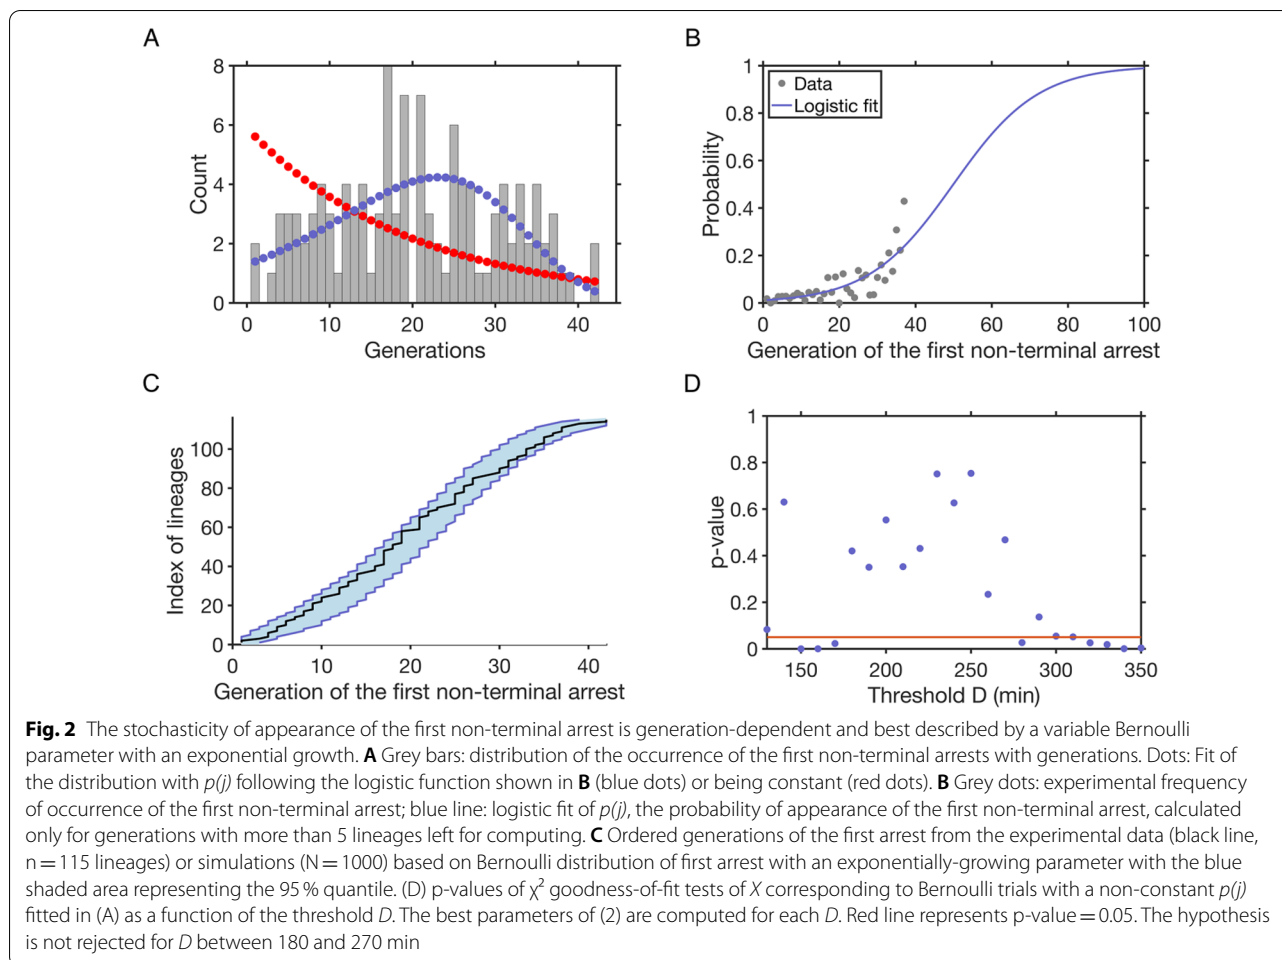 A
8
6
4
2
0
Count
0 10 20 30 40
Generations
B
1
0.8
0.6
0.4
0.2
0
Probability
Data
Logistic fit
0 20 40 60 80 100
Generation of the first non-terminal arrest
C
100
80
60
40
20
0
Index of lineages
0 10 20 30 40
Generation of the first non-terminal arrest
D
1
0.8
0.6
0.4
0.2
0
p-value
150 200 250 300 350
Threshold D (min)
Fig. 2 The stochasticity of appearance of the first non-terminal arrest is generation-dependent and best described by a variable Bernoulli
parameter with an exponential growth. A Grey bars: distribution of the occurrence of the first non-terminal arrests with generations. Dots: Fit of
the distribution with p(j) following the logistic function shown in B (blue dots) or being constant (red dots). B Grey dots: experimental frequency
of occurrence of the first non-terminal arrest; blue line: logistic fit of p(j), the probability of appearance of the first non-terminal arrest, calculated
only for generations with more than 5 lineages left for computing. C Ordered generations of the first arrest from the experimental data (black line,
n = 115 lineages) or simulations (N = 1000) based on Bernoulli distribution of first arrest with an exponentially-growing parameter with the blue
shaded area representing the 95 % quantile. (D) p-values of χ² goodness-of-fit tests of X corresponding to Bernoulli trials with a non-constant p(j)
fitted in (A) as a function of the threshold D. The best parameters of (2) are computed for each D. Red line represents p-value = 0.05. The hypothesis
is not rejected for D between 180 and 270 min